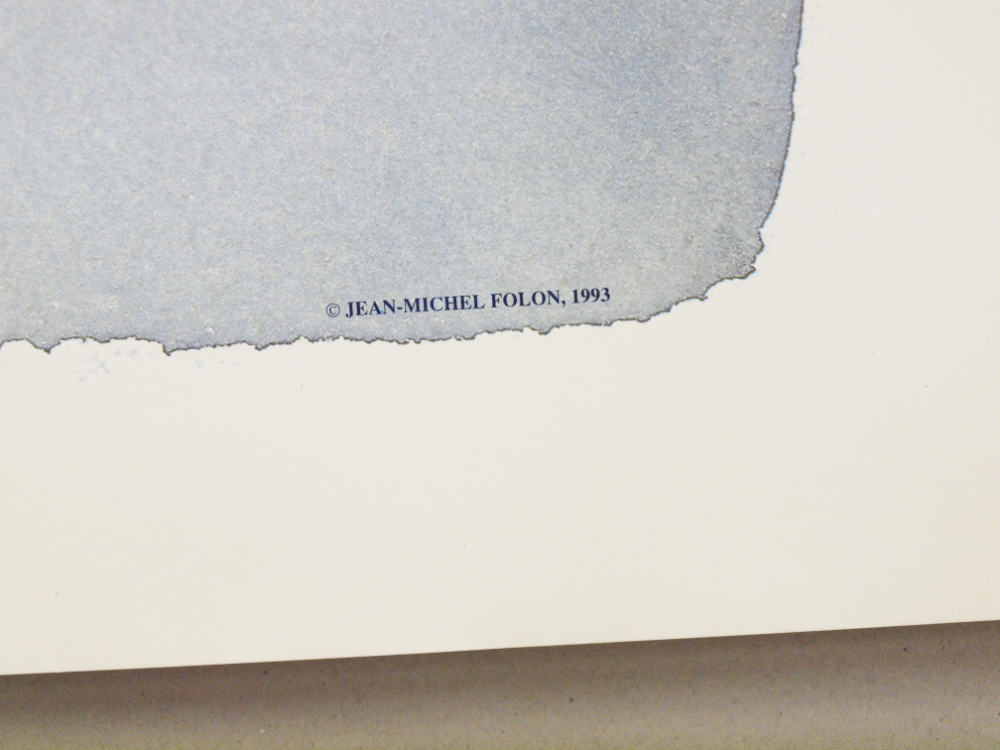 © JEAN-MICHEL FOLON, 1993